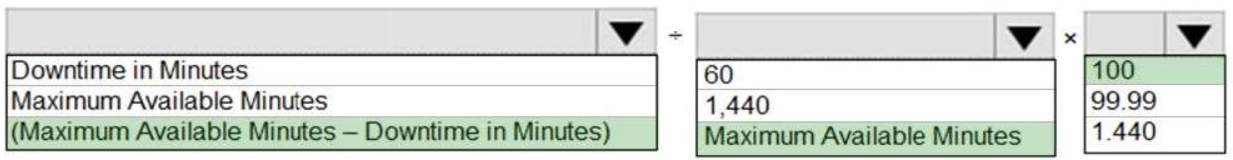 ÷
×
Downtime in Minutes
Maximum Available Minutes
(Maximum Available Minutes – Downtime in Minutes)
60
1,440
Maximum Available Minutes
100
99.99
1.440